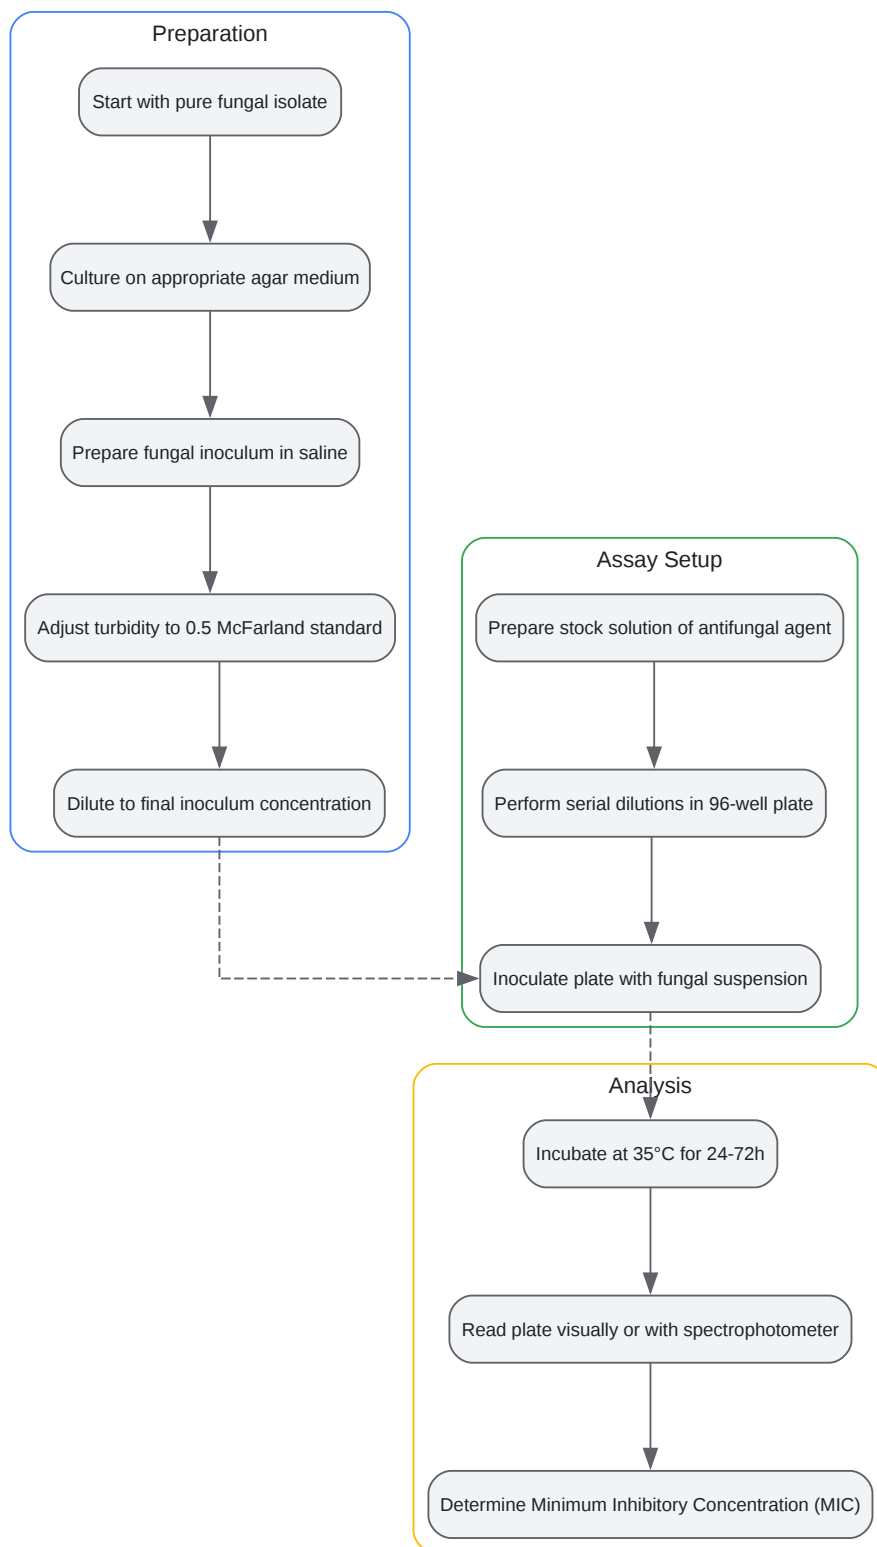 Preparation
Start with pure fungal isolate
Culture on appropriate agar medium
Prepare fungal inoculum in saline
Adjust turbidity to 0.5 McFarland standard
Dilute to final inoculum concentration
Assay Setup
Prepare stock solution of antifungal agent
Perform serial dilutions in 96-well plate
Inoculate plate with fungal suspension
Analysis
Incubate at 35°C for 24-72h
Read plate visually or with spectrophotometer
Determine Minimum Inhibitory Concentration (MIC)